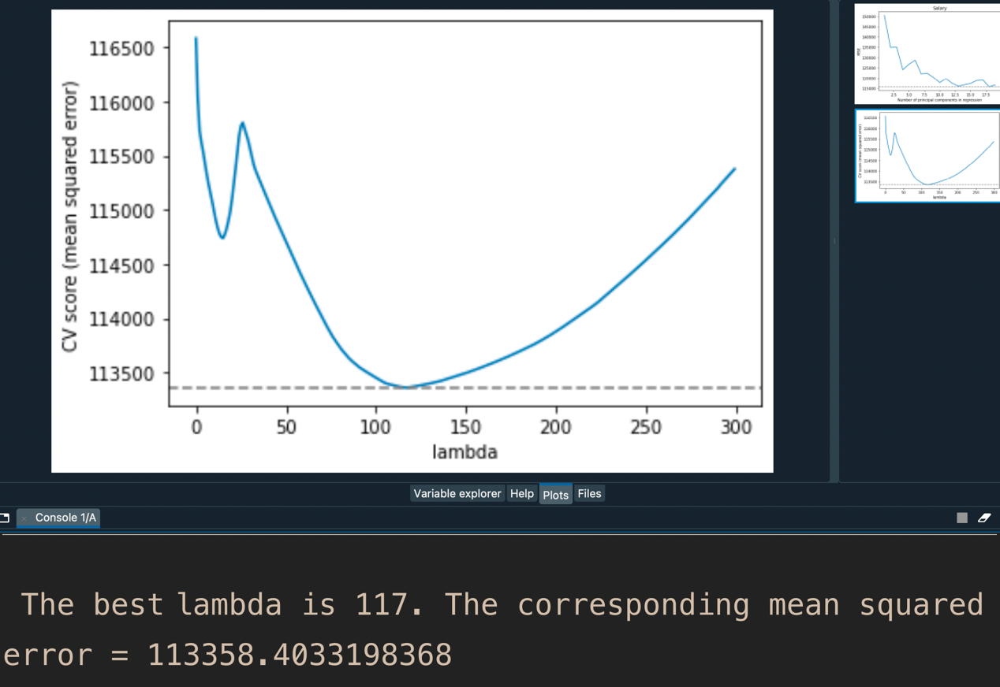 116500
116000
115500
115000
114500
114000
113500
CV score (mean squared error)
0 50 100 150 200 250 300
lambda
Salary
150000
145000
140000
135000
130000
125000
120000
115000
MSE
2.5 5.0 7.5 10.0 12.5 15.0 17.5
Number of principal components in regression
116500
115500
114500
114000
113500
CV score (mean squared error)
0 50 100 150 200 250 300
lambda
Variable explorer Help Plots Files
Console 1/A
The best lambda is 117. The corresponding mean squared
error = 113358.4033198368